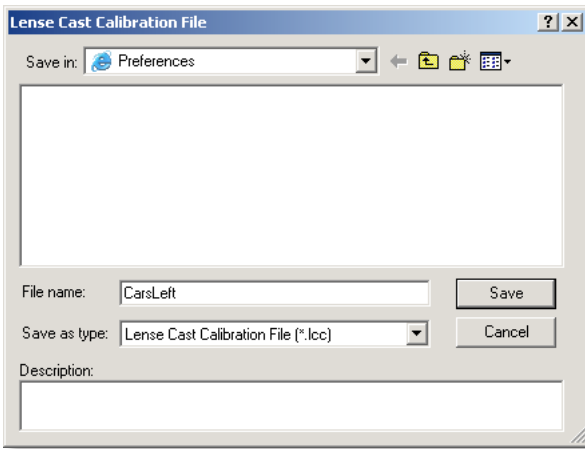 Lense Cast Calibration File
Save in: Preferences
File name: CarsLeft Save
Save as type: Lense Cast Calibration File (*.lcc) Cancel
Description: